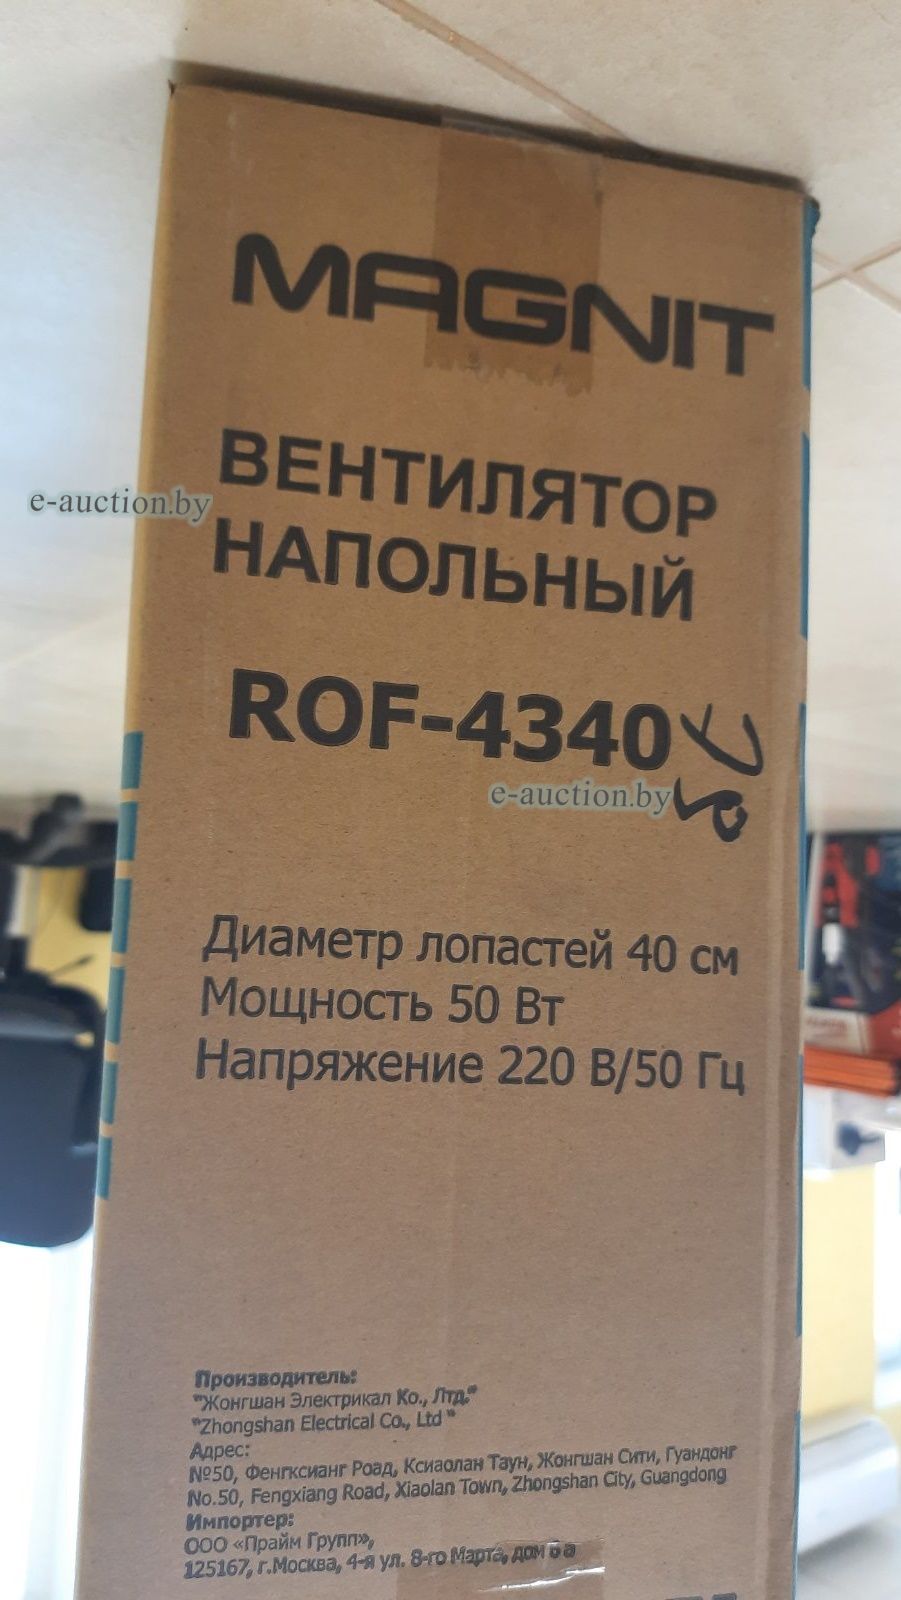 MAGNIT
ВЕНТИЛЯТОР
НАПОЛЬНЫЙ
e-auction.by
ROF-4340
e-auction.by
Диаметр лопастей 40 см
Мощность 50 Вт
Напряжение 220 В/50 Гц
Производитель:
"Жонгшан Электрикал Ко., Лтд."
"Zhongshan Electrical Co., Ltd "
Адрес:
№50, Фенгксианг Роад, Ксиаолан Таун, Жонгшан Сити, Гуандонг
No.50, Fengxiang Road, Xiaolan Town, Zhongshan City, Guangdong
Импортер:
ООО «Прайм Групп»,
125167, г.Москва, 4-я ул. 8-го Марта, дом 6а